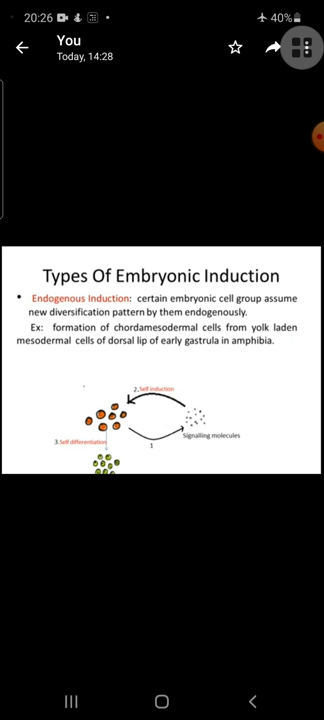 20:26
40%
You
Today, 14:28
Types Of Embryonic Induction
• Endogenous Induction: certain embryonic cell group assume
new diversification pattern by them endogenously.
Ex: formation of chordamesodermal cells from yolk laden
mesodermal cells of dorsal lip of early gastrula in amphibia.
2.Self induction
Signalling molecules
3.Self differentiation
1